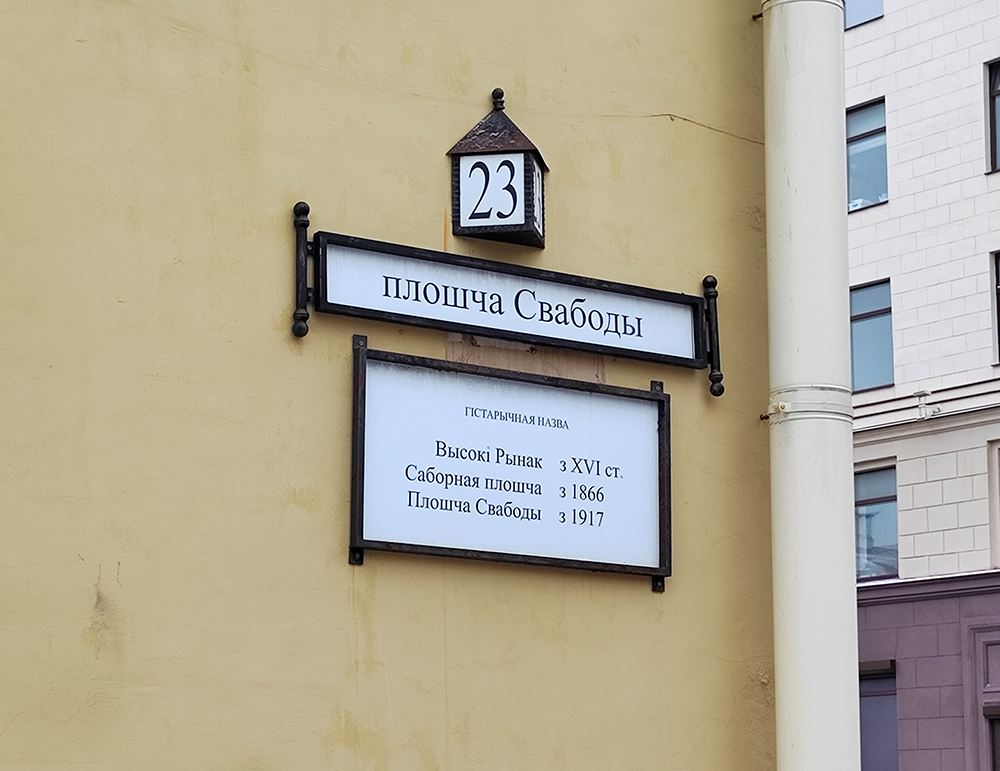 23
плошча Свабоды
ГІСТАРЫЧНАЯ НАЗВА
Высокі Рынак з XVI ст.
Саборная плошча з 1866
Плошча Свабоды з 1917